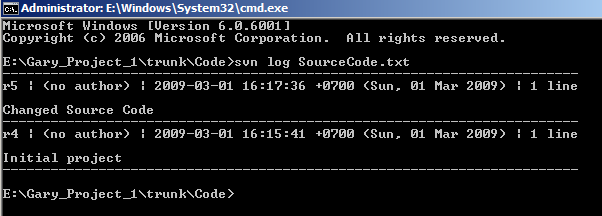 Administrator: E:\Windows\System32\cmd.exe
Microsoft Windows [Version 6.0.6001]
Copyright (c) 2006 Microsoft Corporation.  All rights reserved.
E:\Gary_Project_1\trunk\Code>svn log SourceCode.txt
------------------------------------------------------------------------
r5 | (no author) | 2009-03-01 16:17:36 +0700 (Sun, 01 Mar 2009) | 1 line
Changed Source Code
------------------------------------------------------------------------
r4 | (no author) | 2009-03-01 16:15:41 +0700 (Sun, 01 Mar 2009) | 1 line
Initial project
------------------------------------------------------------------------
E:\Gary_Project_1\trunk\Code>